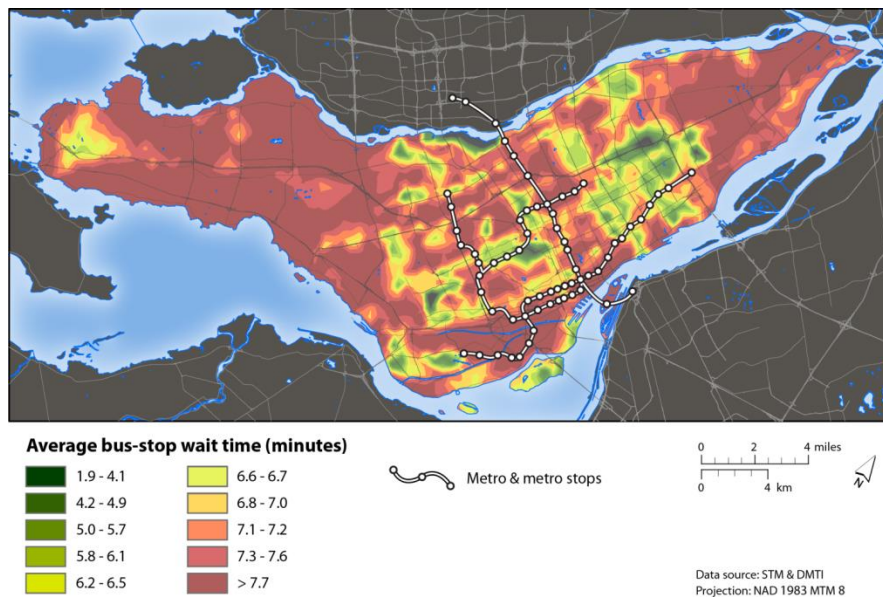 Average bus-stop wait time (minutes)
1.9 - 4.1
4.2 - 4.9
5.0 - 5.7
5.8 - 6.1
6.2 - 6.5
6.6 - 6.7
6.8 - 7.0
7.1 - 7.2
7.3 - 7.6
> 7.7
Metro & metro stops
0 2 4 miles
0 4 km
N
Data source: STM & DMTI
Projection: NAD 1983 MTM 8